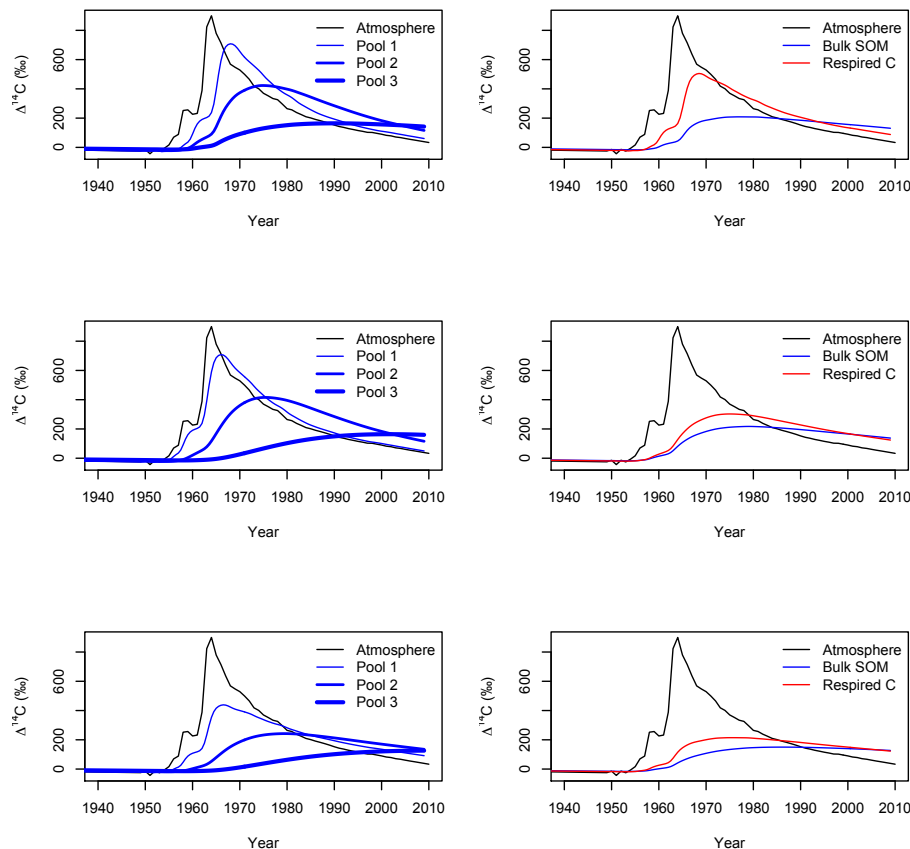 Δ¹⁴C (‰)
0 200 600
Atmosphere
Pool 1
Pool 2
Pool 3
1940 1950 1960 1970 1980 1990 2000 2010
Year
Δ¹⁴C (‰)
0 200 600
Atmosphere
Bulk SOM
Respired C
1940 1950 1960 1970 1980 1990 2000 2010
Year
Δ¹⁴C (‰)
0 200 600
Atmosphere
Pool 1
Pool 2
Pool 3
1940 1950 1960 1970 1980 1990 2000 2010
Year
Δ¹⁴C (‰)
0 200 600
Atmosphere
Bulk SOM
Respired C
1940 1950 1960 1970 1980 1990 2000 2010
Year
Δ¹⁴C (‰)
0 200 600
Atmosphere
Pool 1
Pool 2
Pool 3
1940 1950 1960 1970 1980 1990 2000 2010
Year
Δ¹⁴C (‰)
0 200 600
Atmosphere
Bulk SOM
Respired C
1940 1950 1960 1970 1980 1990 2000 2010
Year